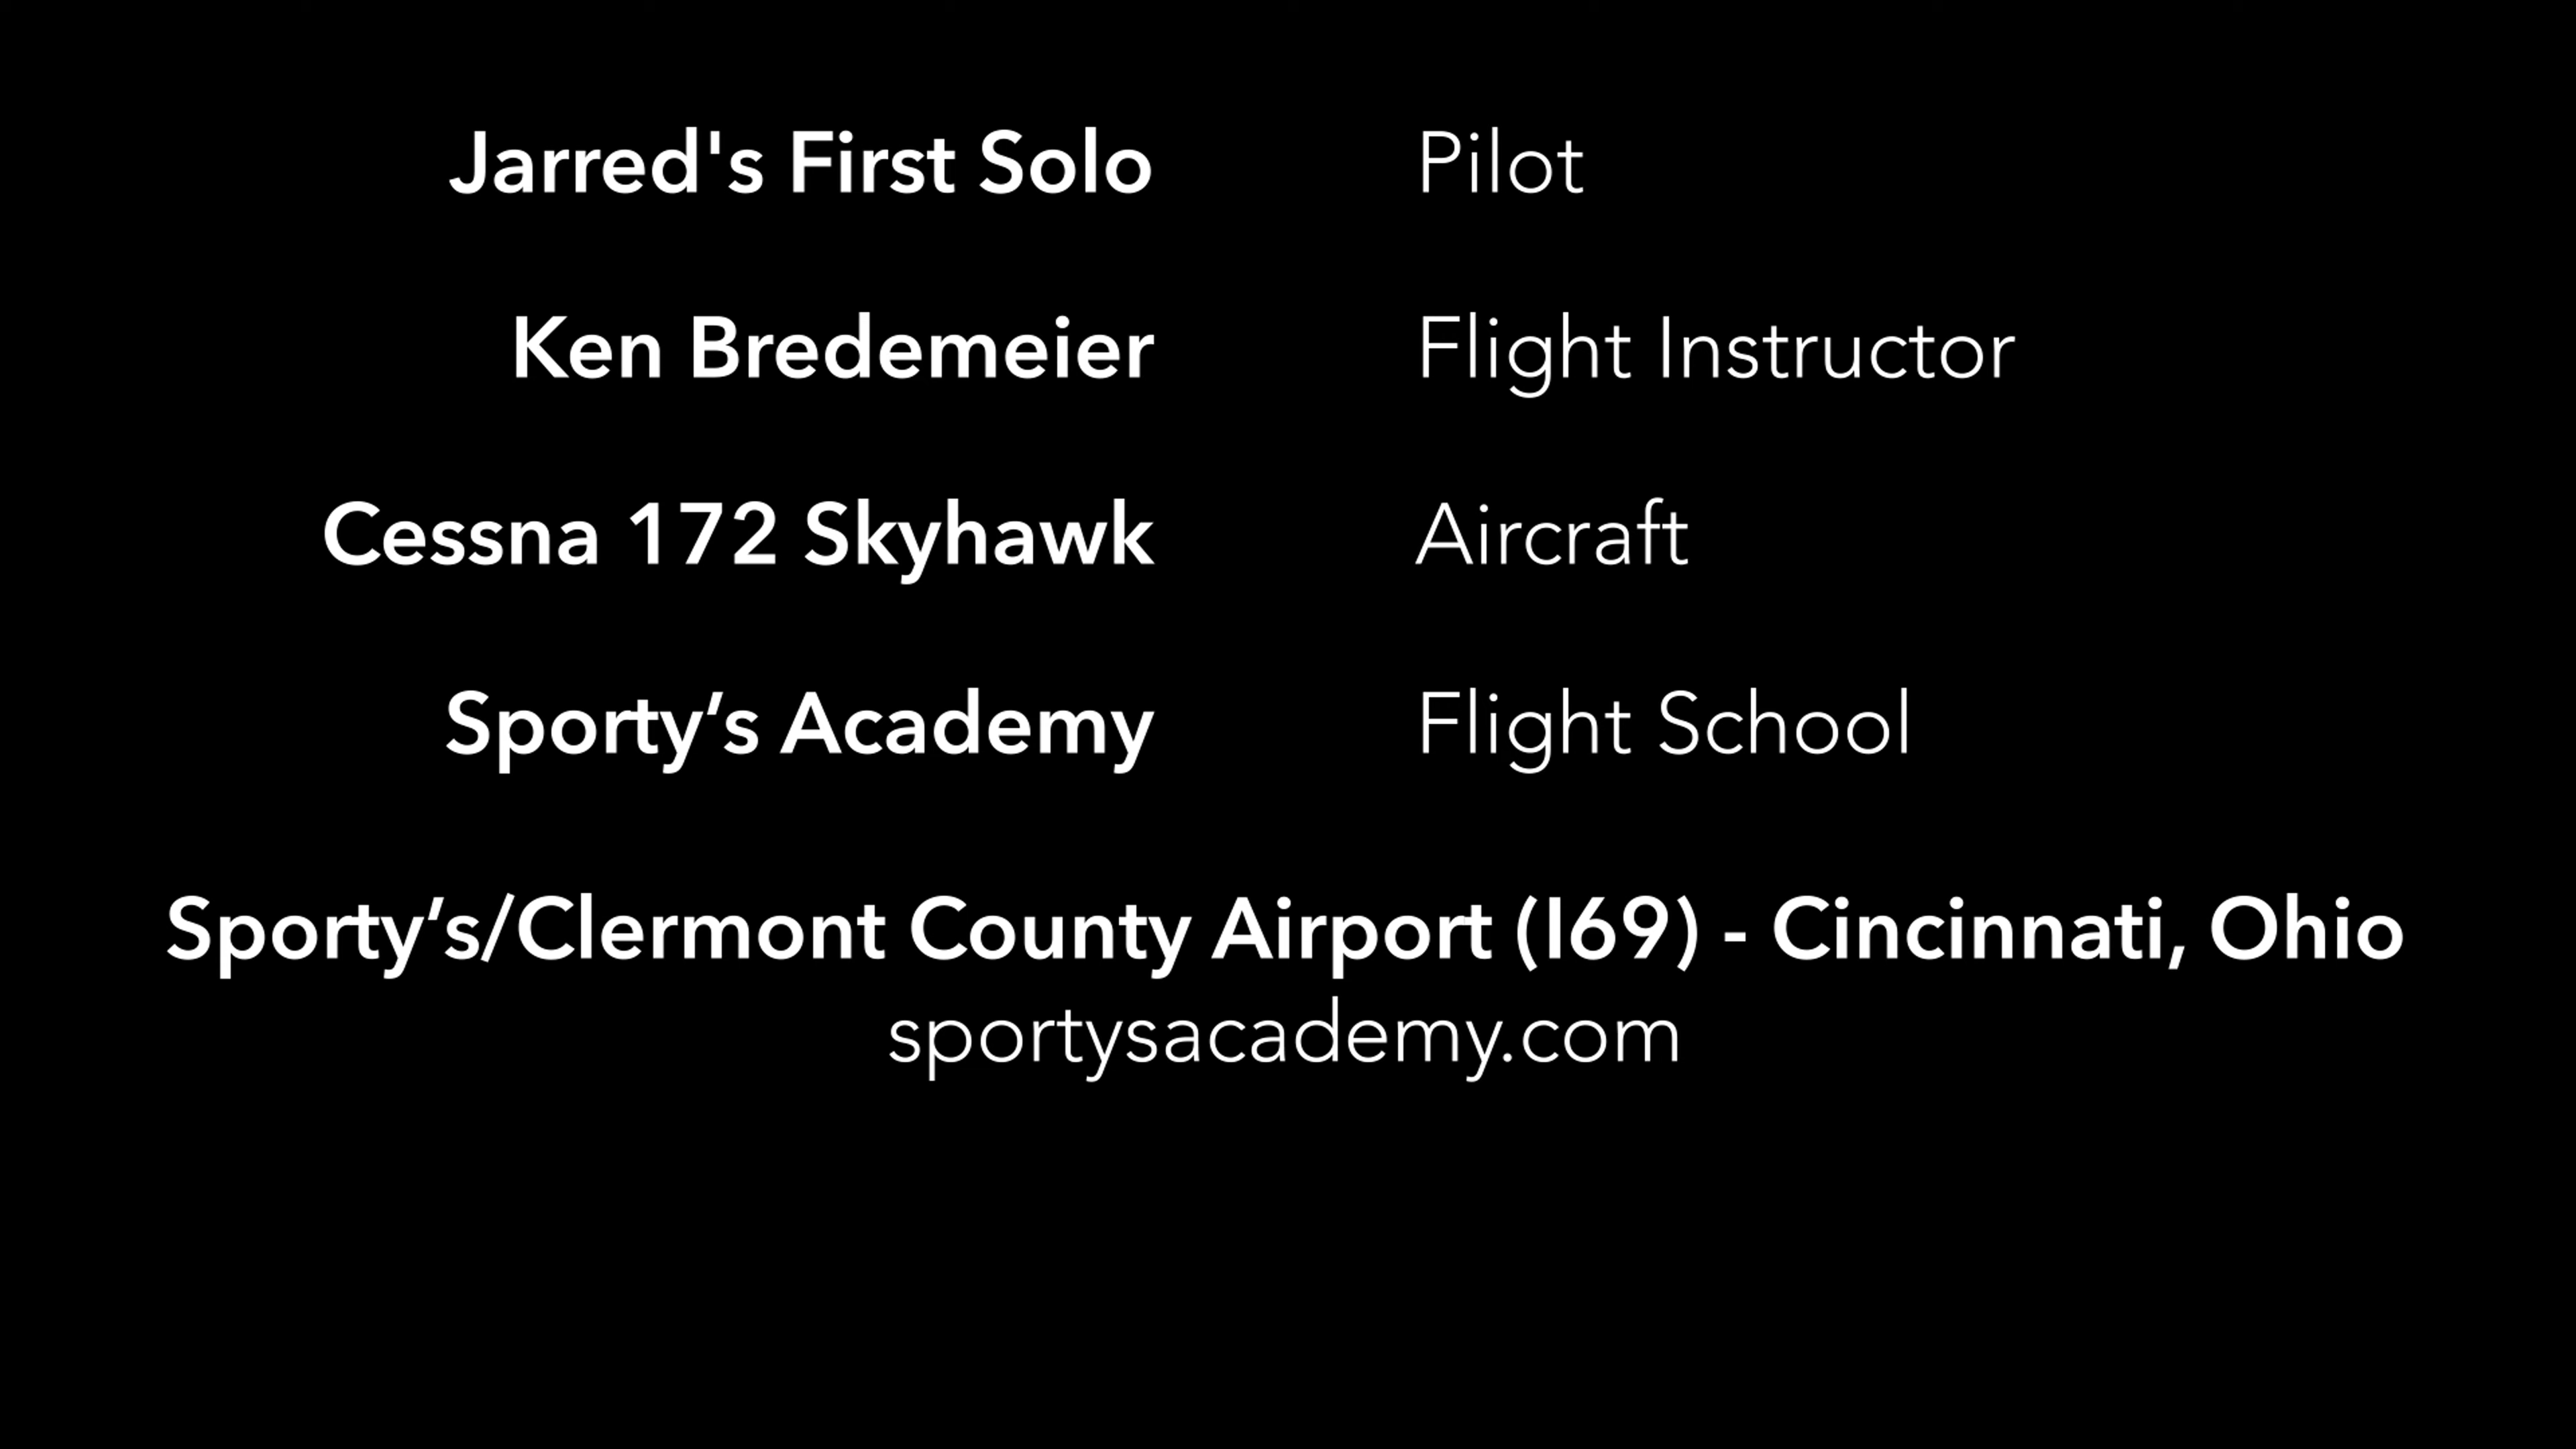 Jarred's First Solo Pilot
Ken Bredemeier Flight Instructor
Cessna 172 Skyhawk Aircraft
Sporty’s Academy Flight School
Sporty’s/Clermont County Airport (I69) - Cincinnati, Ohio
sportysacademy.com